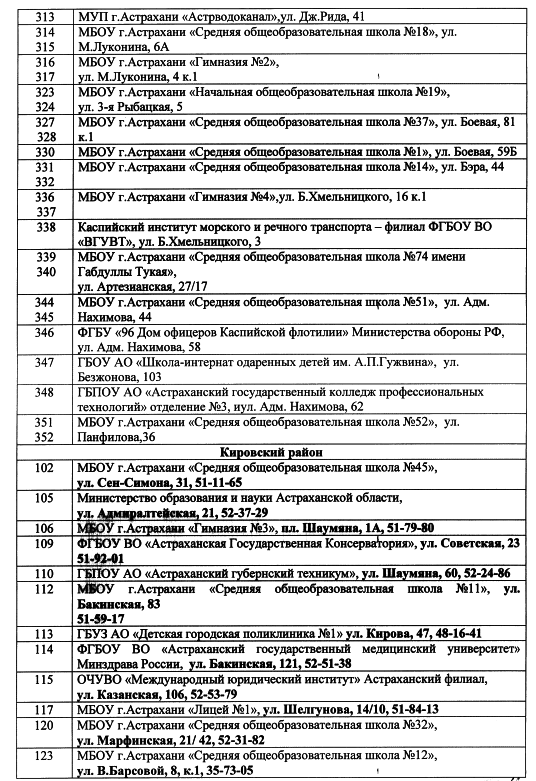 313 МУП г.Астрахани «Астрводоканал»,ул. Дж.Рида, 41
314 МБОУ г.Астрахани «Средняя общеобразовательная школа №18», ул.
315 М.Луконина, 6А
316 МБОУ г.Астрахани «Гимназия №2»,
317 ул. М.Луконина, 4 к.1
323 МБОУ г.Астрахани «Начальная общеобразовательная школа №19»,
324 ул. 3-я Рыбацкая, 5
327 МБОУ г.Астрахани «Средняя общеобразовательная школа №37», ул. Боевая, 81
328 к.1
330 МБОУ г.Астрахани «Средняя общеобразовательная школа №1», ул. Боевая, 59Б
331 МБОУ г.Астрахани «Средняя общеобразовательная школа №14», ул. Бэра, 44
332
336 МБОУ г.Астрахани «Гимназия №4»,ул. Б.Хмельницкого, 16 к.1
337
338 Каспийский институт морского и речного транспорта – филиал ФГБОУ ВО
«ВГУВТ», ул. Б.Хмельницкого, 3
339 МБОУ г.Астрахани «Средняя общеобразовательная школа №74 имени
340 Габдуллы Тукая»,
ул. Артезианская, 27/17
344 МБОУ г.Астрахани «Средняя общеобразовательная школа №51», ул. Адм.
345 Нахимова, 44
346 ФГБУ «96 Дом офицеров Каспийской флотилии» Министерства обороны РФ,
ул. Адм. Нахимова, 58
347 ГБОУ АО «Школа-интернат одаренных детей им. А.П.Гужвина», ул.
Безжонова, 103
348 ГБПОУ АО «Астраханский государственный колледж профессиональных
технологий» отделение №3, иул. Адм. Нахимова, 62
351 МБОУ г.Астрахани «Средняя общеобразовательная школа №52», ул.
352 Панфилова,36
Кировский район
102 МБОУ г.Астрахани «Средняя общеобразовательная школа №45»,
ул. Сен-Симона, 31, 51-11-65
105 Министерство образования и науки Астраханской области,
ул. Адмиралтейская, 21, 52-37-29
106 МБОУ г.Астрахани «Гимназия №3», пл. Шаумяна, 1А, 51-79-80
109 ФГБОУ ВО «Астраханская Государственная Консерватория», ул. Советская, 23
51-92-01
110 ГБПОУ АО «Астраханский губернский техникум», ул. Шаумяна, 60, 52-24-86
112 МБОУ г.Астрахани «Средняя общеобразовательная школа №11», ул.
Бакинская, 83
51-59-17
113 ГБУЗ АО «Детская городская поликлиника №1» ул. Кирова, 47, 48-16-41
114 ФГБОУ ВО «Астраханский государственный медицинский университет»
Минздрава России, ул. Бакинская, 121, 52-51-38
115 ОЧУВО «Международный юридический институт» Астраханский филиал,
ул. Казанская, 106, 52-53-79
117 МБОУ г.Астрахани «Лицей №1», ул. Шелгунова, 14/10, 51-84-13
120 МБОУ г.Астрахани «Средняя общеобразовательная школа №32»,
ул. Марфинская, 21/ 42, 52-31-82
123 МБОУ г.Астрахани «Средняя общеобразовательная школа №12»,
ул. В.Барсовой, 8, к.1, 35-73-05